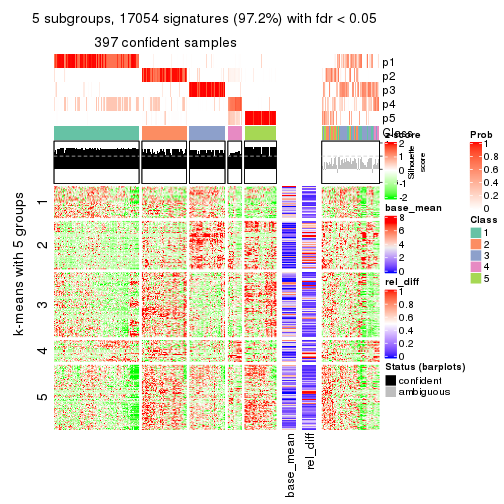 5 subgroups, 17054 signatures (97.2%) with fdr < 0.05
397 confident samples
p1
p2
p3
p4
p5
Class
z-score
2
1
0
-1
-2
Silhouette
score
Prob
1
0.8
0.6
0.4
0.2
0
base_mean
8
6
4
2
0
Class
1
2
3
4
5
rel_diff
1
0.8
0.6
0.4
0.2
0
Status (barplots)
confident
ambiguous
k-means with 5 groups
1
2
3
4
5
base_mean
rel_diff